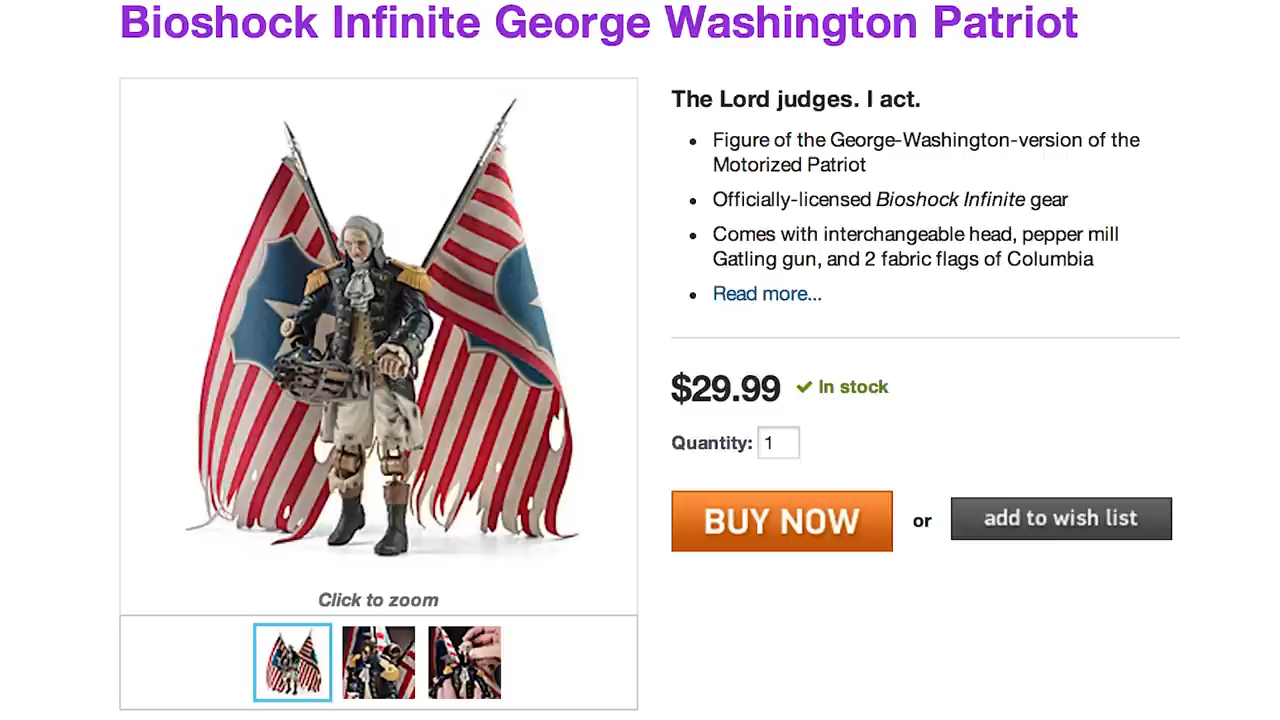 Bioshock Infinite George Washington Patriot
The Lord judges. I act.
Figure of the George-Washington-version of the
Motorized Patriot
Officially-licensed Bioshock Infinite gear
Comes with interchangeable head, pepper mill
Gatling gun, and 2 fabric flags of Columbia
Read more...
$29.99 In stock
Quantity: 1
BUY NOW or add to wish list
Click to zoom